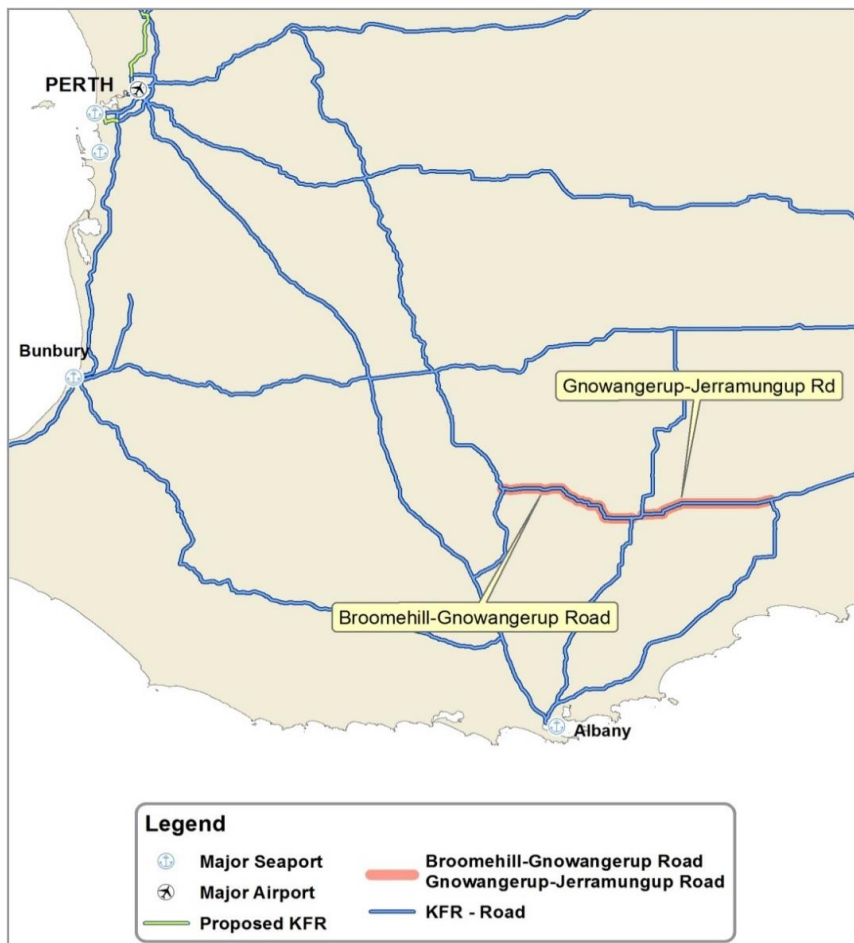 PERTH
Bunbury
Gnowangerup-Jerramungup Rd
Broomehill-Gnowangerup Road
Albany
Legend
Major Seaport
Major Airport
Proposed KFR
Broomehill-Gnowangerup Road
Gnowangerup-Jerramungup Road
KFR - Road